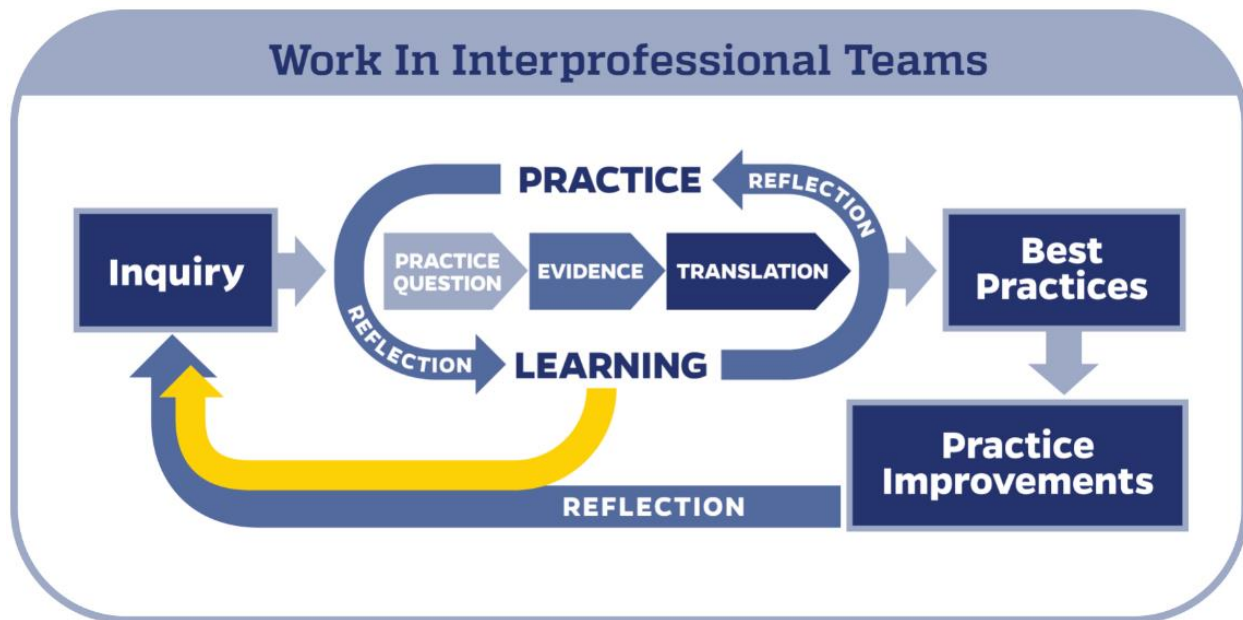 Work In Interprofessional Teams
PRACTICE
REFLECTION
Inquiry
PRACTICE
QUESTION
EVIDENCE
TRANSLATION
Best
Practices
REFLECTION
LEARNING
Practice
Improvements
REFLECTION